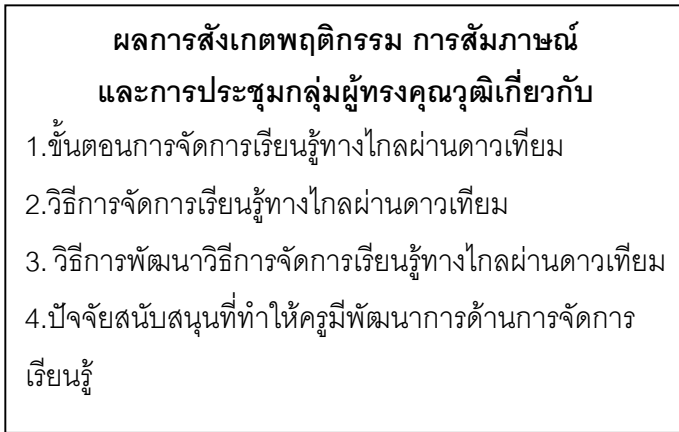 ผลการสังเกตพฤติกรรม การสัมภาษณ์
และการประชุมกลุ่มผู้ทรงคุณวุฒิเกี่ยวกับ
1.ขั้นตอนการจัดการเรียนรู้ทางไกลผ่านดาวเทียม
2.วิธีการจัดการเรียนรู้ทางไกลผ่านดาวเทียม
3. วิธีการพัฒนาวิธีการจัดการเรียนรู้ทางไกลผ่านดาวเทียม
4.ปัจจัยสนับสนุนที่ทำให้ครูมีพัฒนาการด้านการจัดการ
เรียนรู้